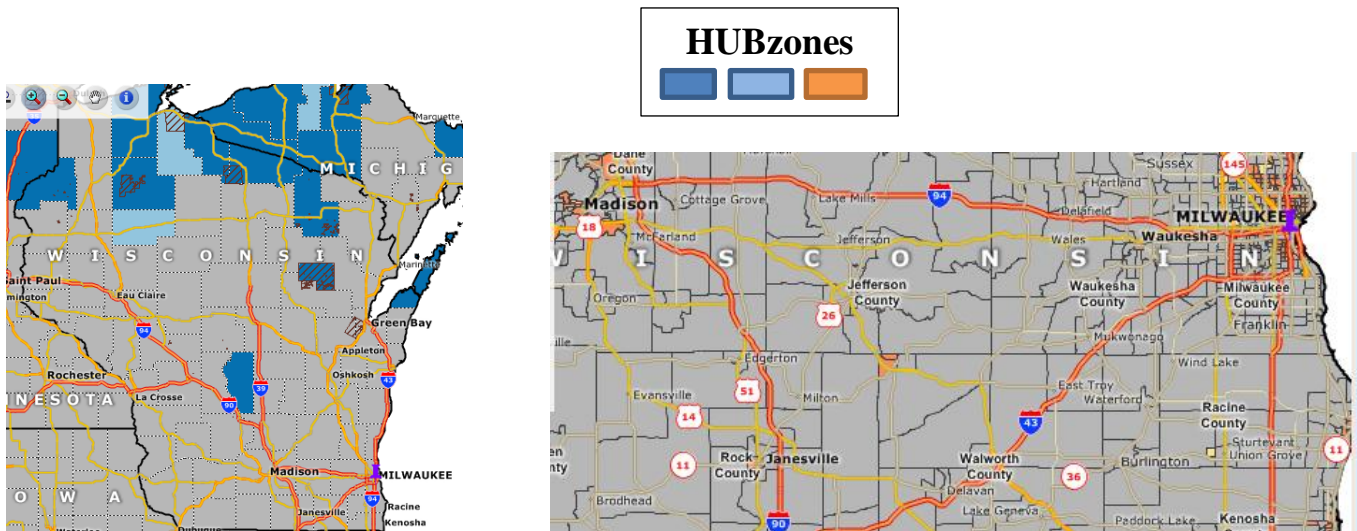 HUBzones
Marquette
M I C H I G
W I S C O N S I N
Marinette
Saint Paul
mington
Eau Claire
94
Green Bay
Appleton
Oshkosh
43
Rochester
NNESOTA
La Crosse
39
90
Madison
MILWAUKEE
94
O W A
Racine
Janesville
Kenosha
Dubuque
Dane
County
Sussex
145
Hartland
Madison
Cottage Grove
Lake Mills
94
Delafield
MILWAUKEE
18
McFarland
Jefferson
Wales
Waukesha
W I S C O N S I N
Oregon
Jefferson
County
Waukesha
County
Milwaukee
County
26
Franklin
Mukwonago
Edgerton
Wind Lake
51
Evansville
Milton
East Troy
Waterford
14
43
Racine
County
11
Rock
County
Janesville
Walworth
County
36
Burlington
Sturtevant
Union Grove
11
Brodhead
Delavan
Lake Geneva
90
Paddock Lake
Kenosha